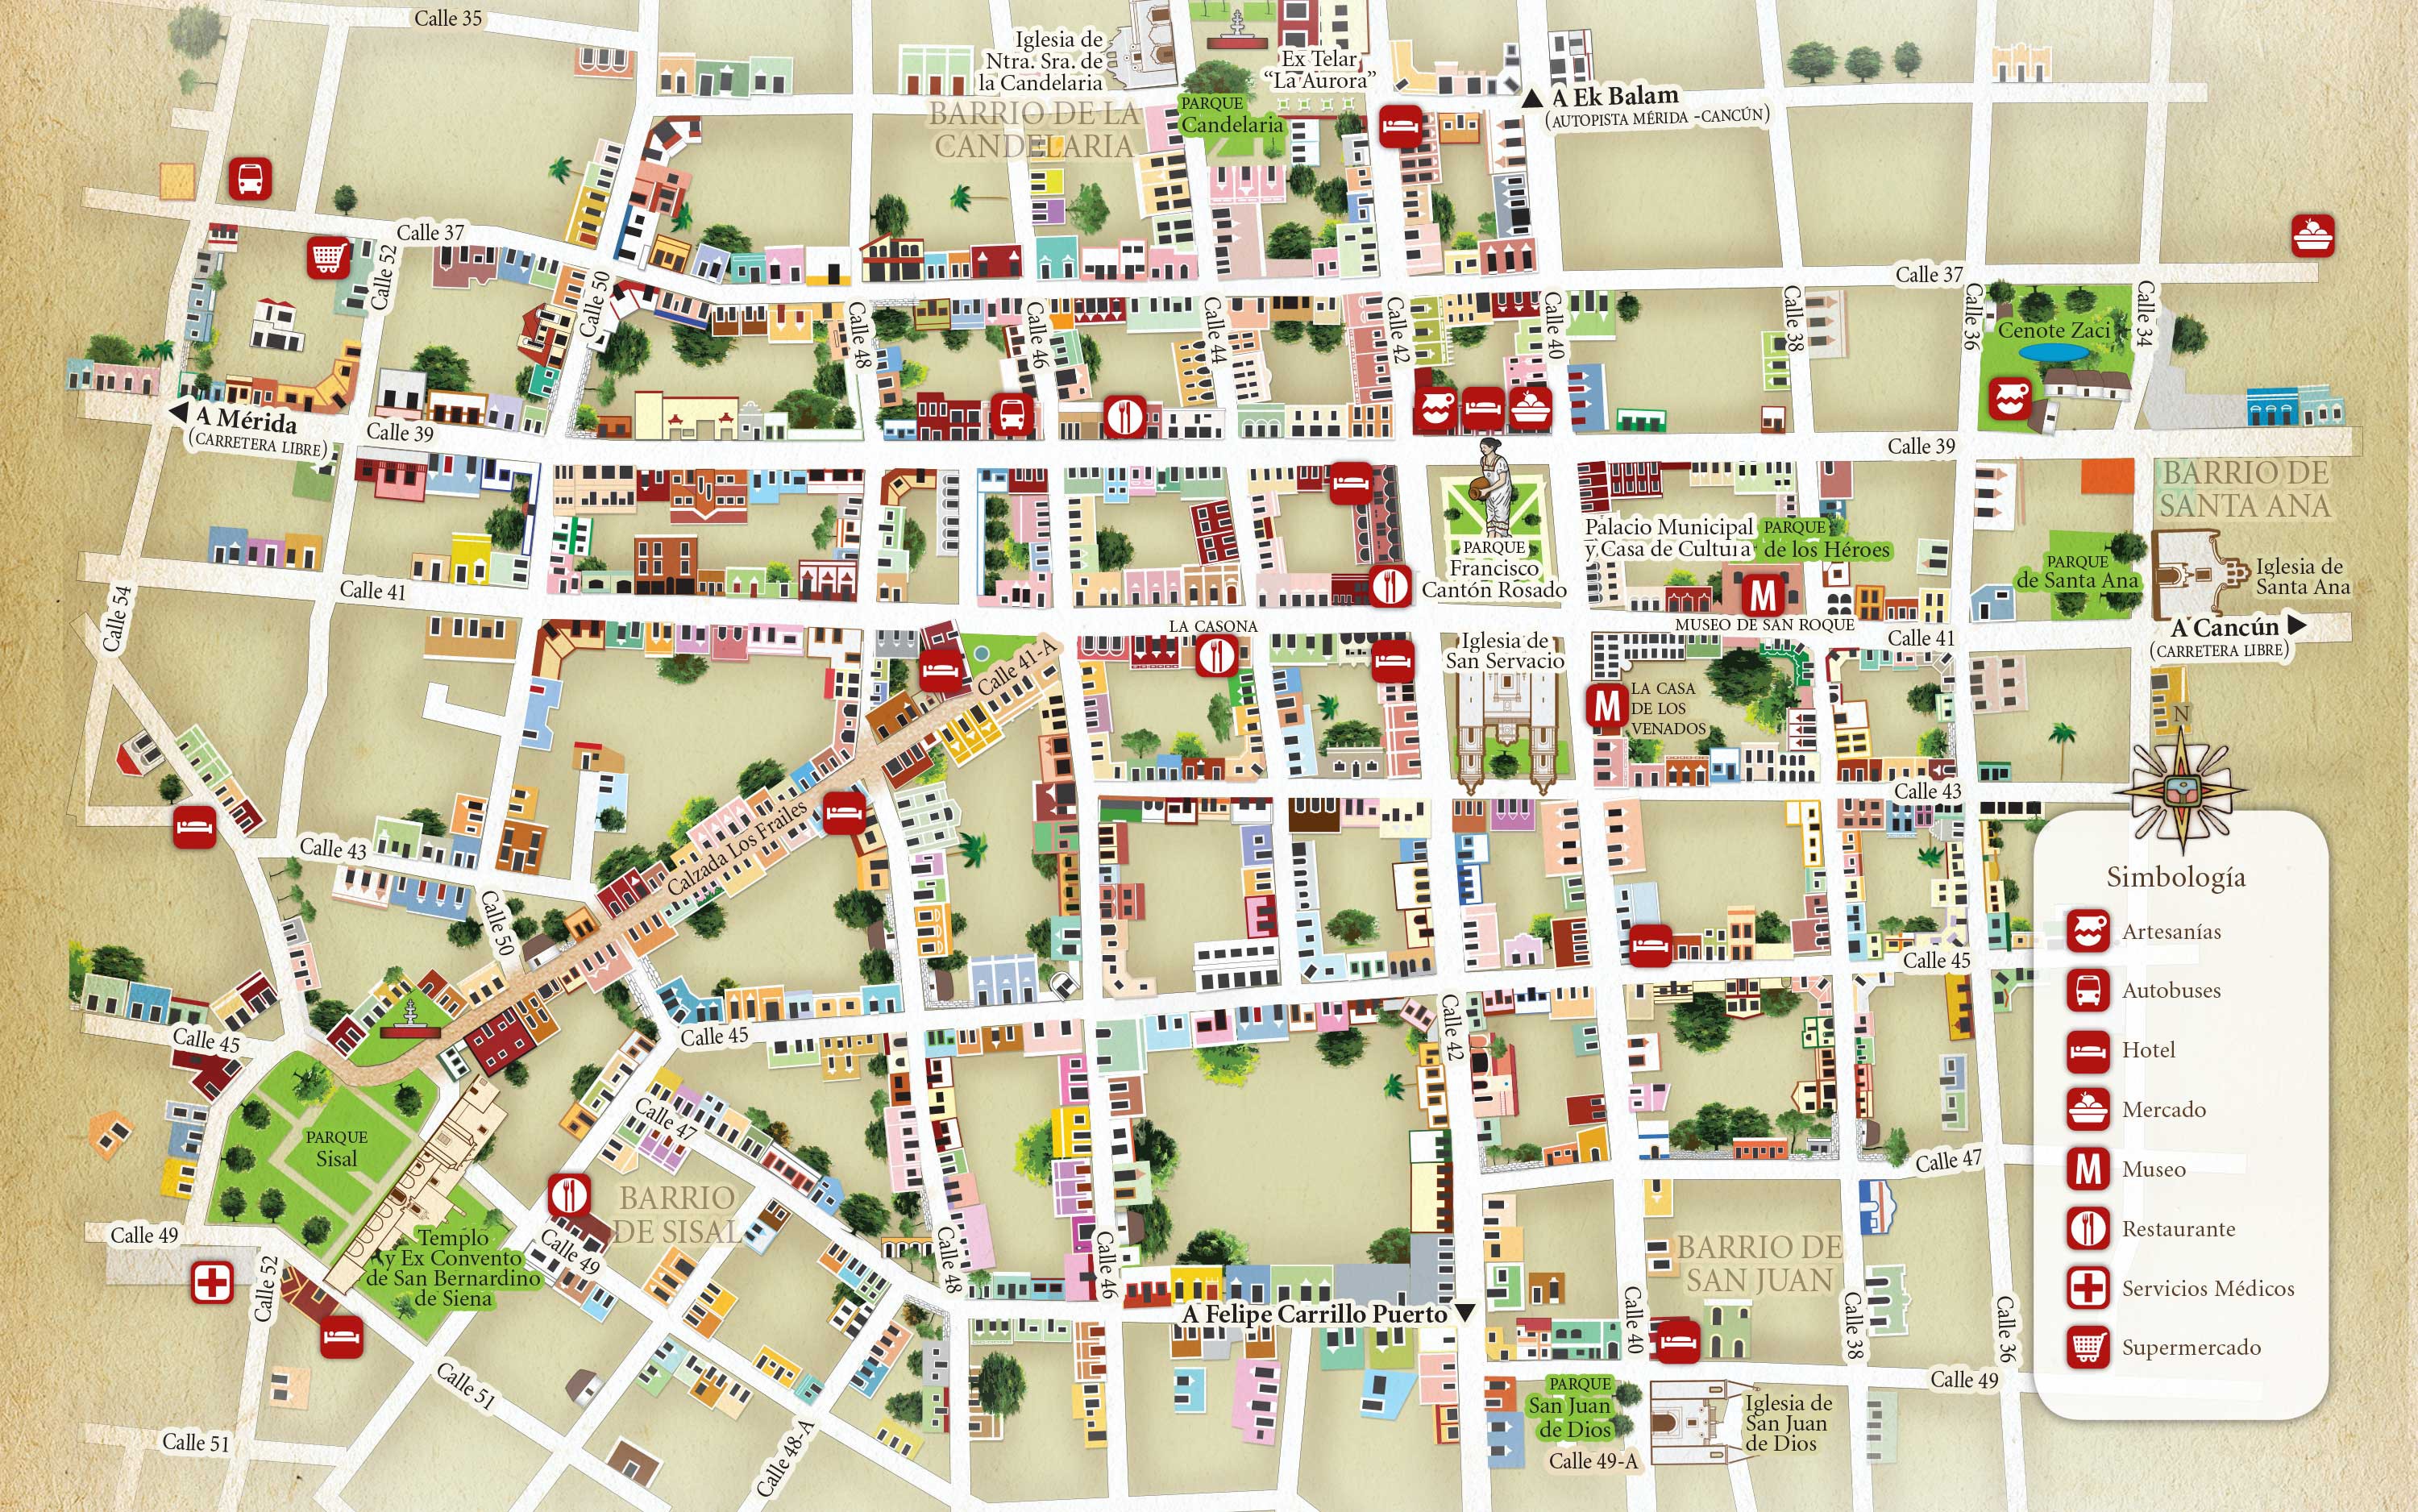 Calle 35
Iglesia de
Ntra. Sra. de
la Candelaria
Ex Telar
“La Aurora”
PARQUE
Candelaria
BARRIO DE LA
CANDELARIA
A Ek Balam
(AUTOPISTA MÉRIDA -CANCÚN)
Calle 37
Calle 52
Calle 50
Calle 48
Calle 46
Calle 44
Calle 42
Calle 40
Calle 38
Calle 37
Calle 36
Calle 34
Cenote Zaci
A Mérida
(CARRETERA LIBRE)
Calle 39
Calle 39
BARRIO DE
SANTA ANA
PARQUE
Francisco
Cantón Rosado
Palacio Municipal
y Casa de Cultura
PARQUE
de los Héroes
M
MUSEO DE SAN ROQUE
PARQUE
de Santa Ana
Iglesia de
Santa Ana
A Cancún
(CARRETERA LIBRE)
Calle 54
Calle 41
Calle 41
LA CASONA
Calle 41-A
Iglesia de
San Servacio
M
LA CASA
DE LOS
VENADOS
N
Calle 43
Calle 43
Calzada Los Frailes
Calle 50
Calle 45
Calle 45
Calle 45
Calle 42
PARQUE
Sisal
Calle 47
Calle 47
BARRIO
DE SISAL
Calle 49
Calle 49
Templo
y Ex Convento
de San Bernardino
de Siena
Calle 52
Calle 48
Calle 46
A Felipe Carrillo Puerto
BARRIO DE
SAN JUAN
Calle 40
Calle 38
Calle 36
Calle 49
Calle 51
Calle 51
Calle 48-A
PARQUE
San Juan
de Dios
Iglesia de
San Juan
de Dios
Calle 49-A
Simbología
Artesanías
Autobuses
Hotel
Mercado
M Museo
Restaurante
Servicios Médicos
Supermercado